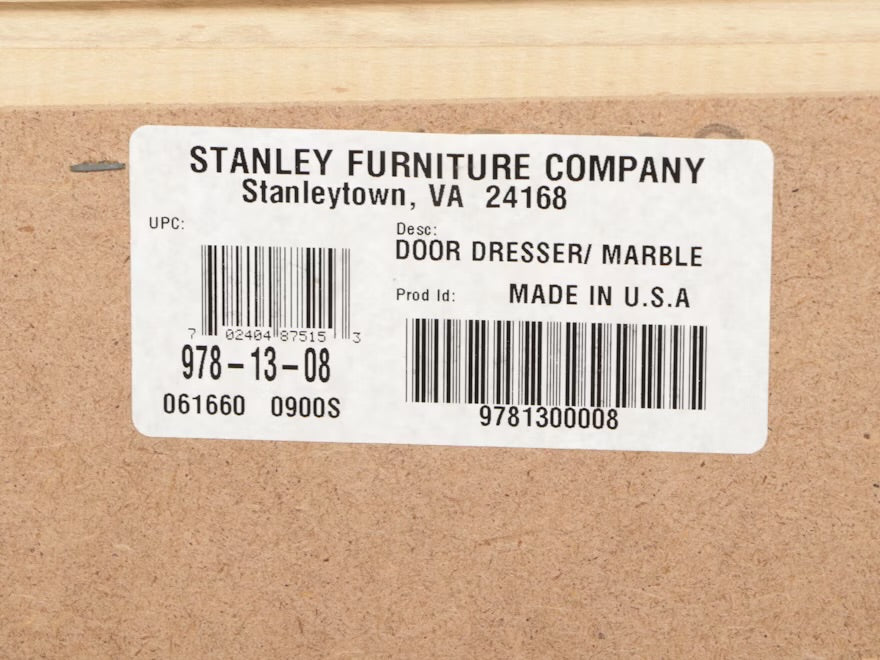 STANLEY FURNITURE COMPANY
Stanleytown, VA 24168
UPC:
7 02404 87515 3
978-13-08
061660 0900S
Desc:
DOOR DRESSER/ MARBLE
Prod Id: MADE IN U.S.A
9781300008